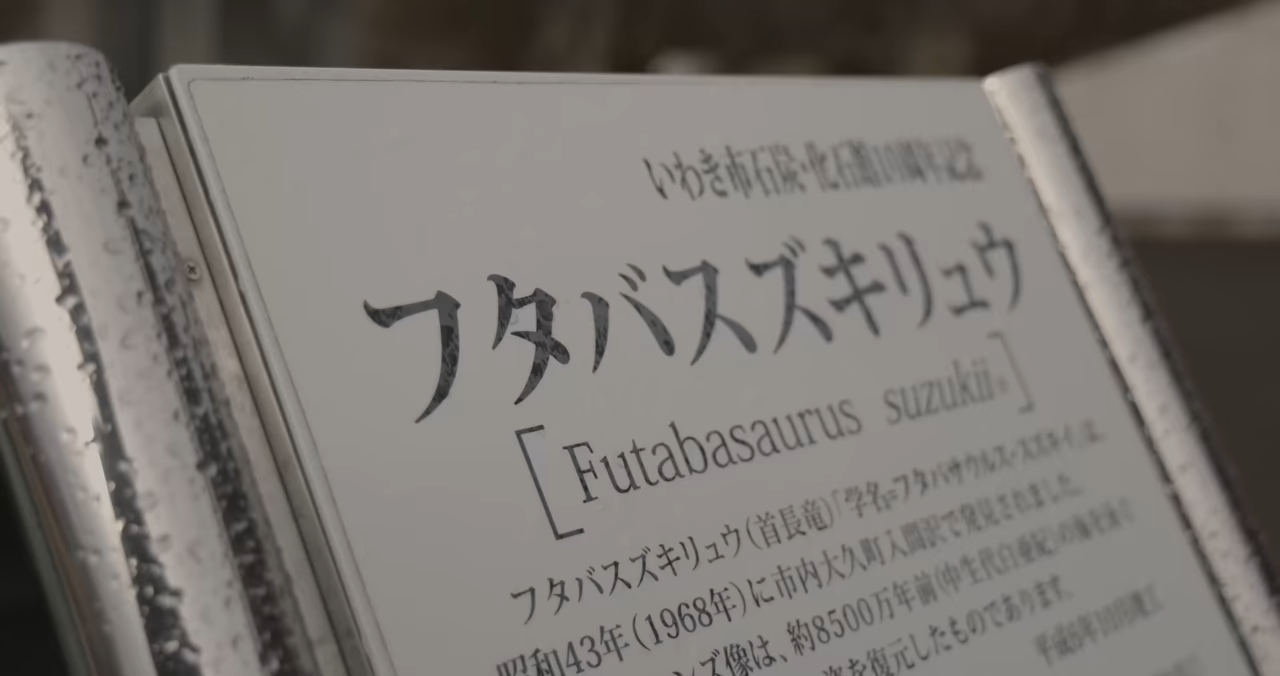 いわき市石炭・化石館10周年記念
フタバスズキリュウ
[Futabasaurus suzukii]
フタバスズキリュウ（首長竜）「学名=フタバサウルス・スズキイ」は、
昭和43年（1968年）に市内大久町入間沢で発見されました。
ンズ像は、約8500万年前（中生代白亜紀）の
姿を復元したものであります。